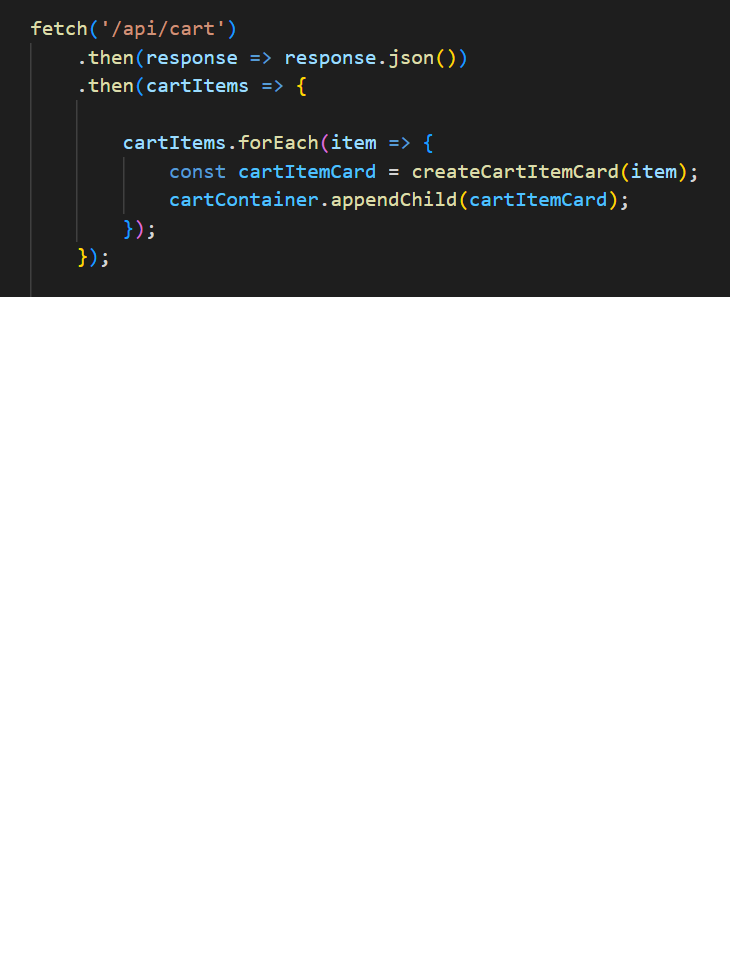 fetch('/api/cart')
    .then(response => response.json())
    .then(cartItems => {
        cartItems.forEach(item => {
            const cartItemCard = createCartItemCard(item);
            cartContainer.appendChild(cartItemCard);
        });
    });